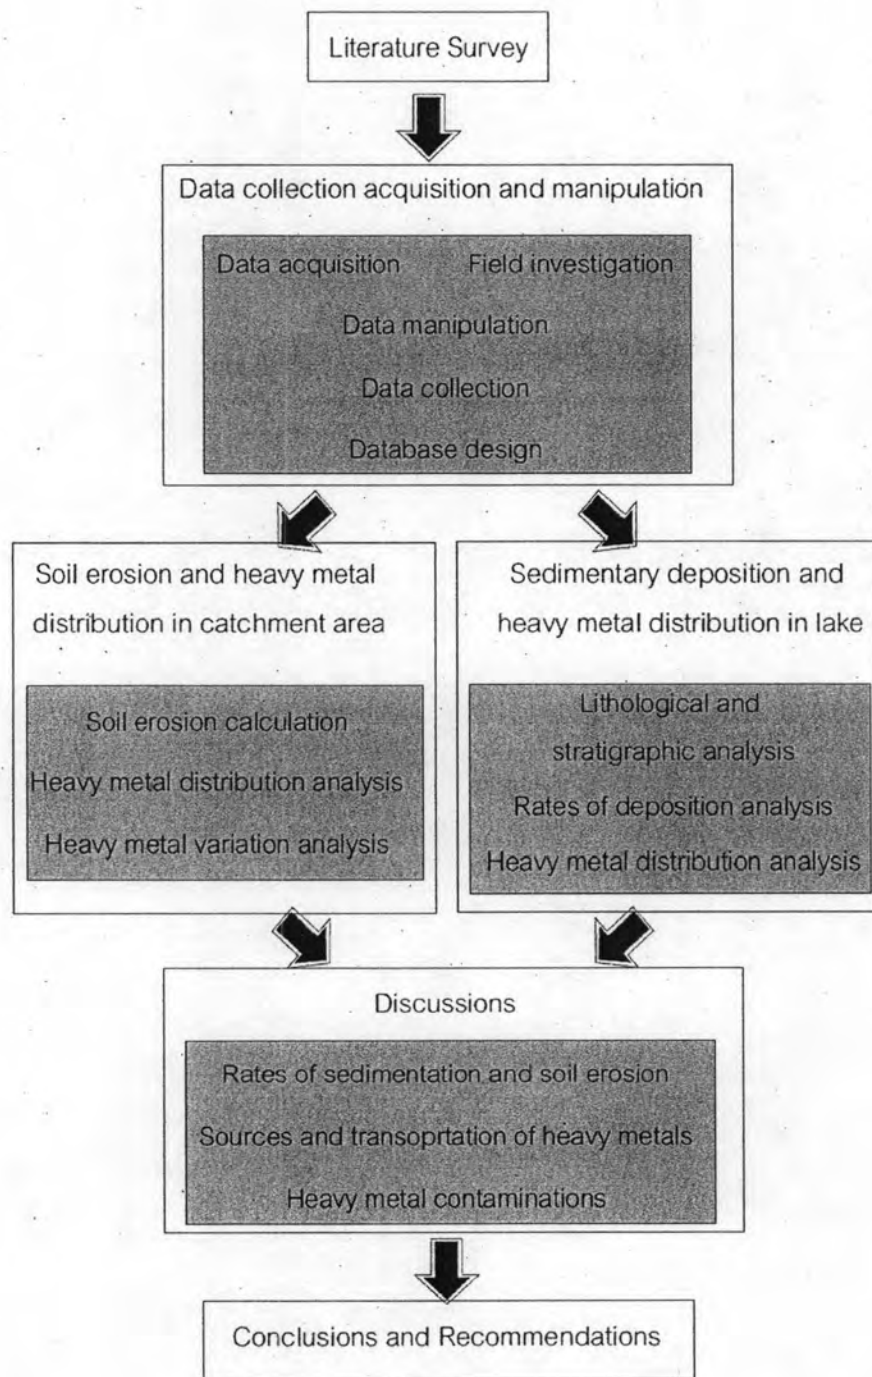 Literature Survey
Data collection acquisition and manipulation
Data acquisition Field investigation
Data manipulation
Data collection
Database design
Soil erosion and heavy metal
distribution in catchment area
Soil erosion calculation
Heavy metal distribution analysis
Heavy metal variation analysis
Sedimentary deposition and
heavy metal distribution in lake
Lithological and
stratigraphic analysis
Rates of deposition analysis
Heavy metal distribution analysis
Discussions
Rates of sedimentation and soil erosion
Sources and transoprtation of heavy metals
Heavy metal contaminations
Conclusions and Recommendations